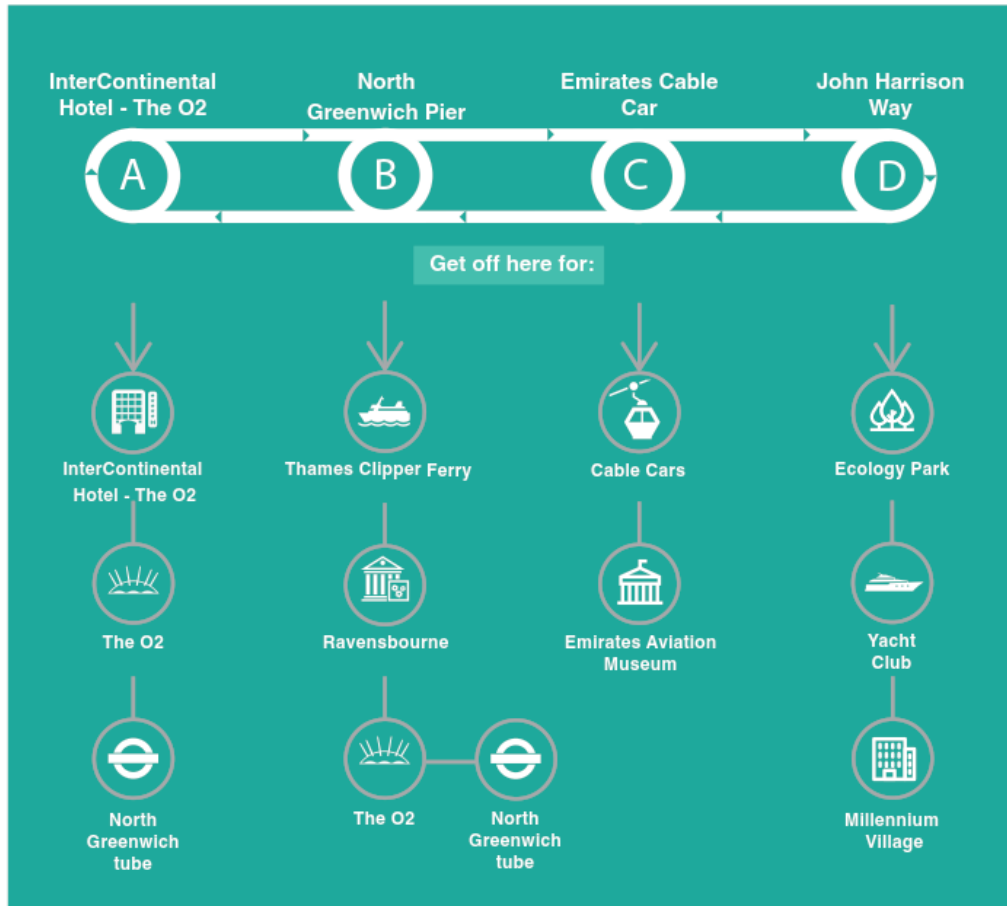 InterContinental
Hotel - The O2
North
Greenwich Pier
Emirates Cable
Car
John Harrison
Way
A
B
C
D
Get off here for:
InterContinental
Hotel - The O2
Thames Clipper Ferry
Cable Cars
Ecology Park
The O2
Ravensbourne
Emirates Aviation
Museum
Yacht
Club
North
Greenwich
tube
The O2
North
Greenwich
tube
Millennium
Village